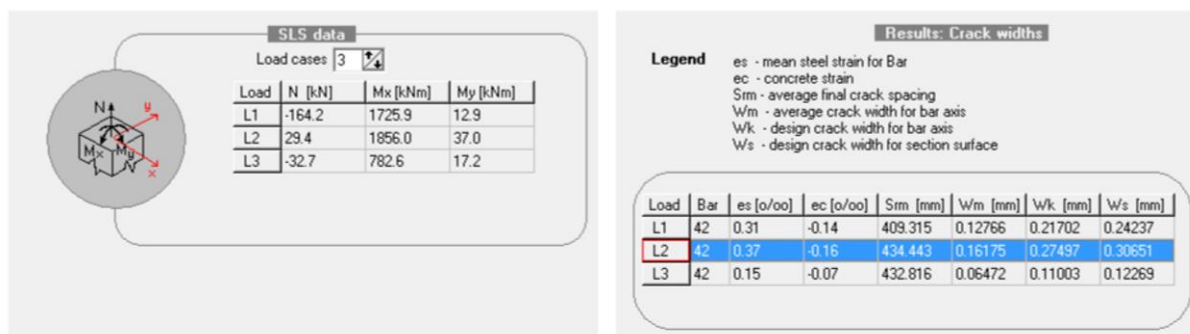 SLS data
Load cases 3
N
y
Mx My
x
Load N [kN] Mx [kNm] My [kNm]
L1 -164.2 1725.9 12.9
L2 29.4 1856.0 37.0
L3 -32.7 782.6 17.2
Results: Crack widths
Legend
es - mean steel strain for Bar
ec - concrete strain
Srm - average final crack spacing
Wm - average crack width for bar axis
Wk - design crack width for bar axis
Ws - design crack width for section surface
Load Bar es [o/oo] ec [o/oo] Srm [mm] Wm [mm] Wk [mm] Ws [mm]
L1 42 0.31 -0.14 409.315 0.12766 0.21702 0.24237
L2 42 0.37 -0.16 434.443 0.16175 0.27497 0.30651
L3 42 0.15 -0.07 432.816 0.06472 0.11003 0.12269